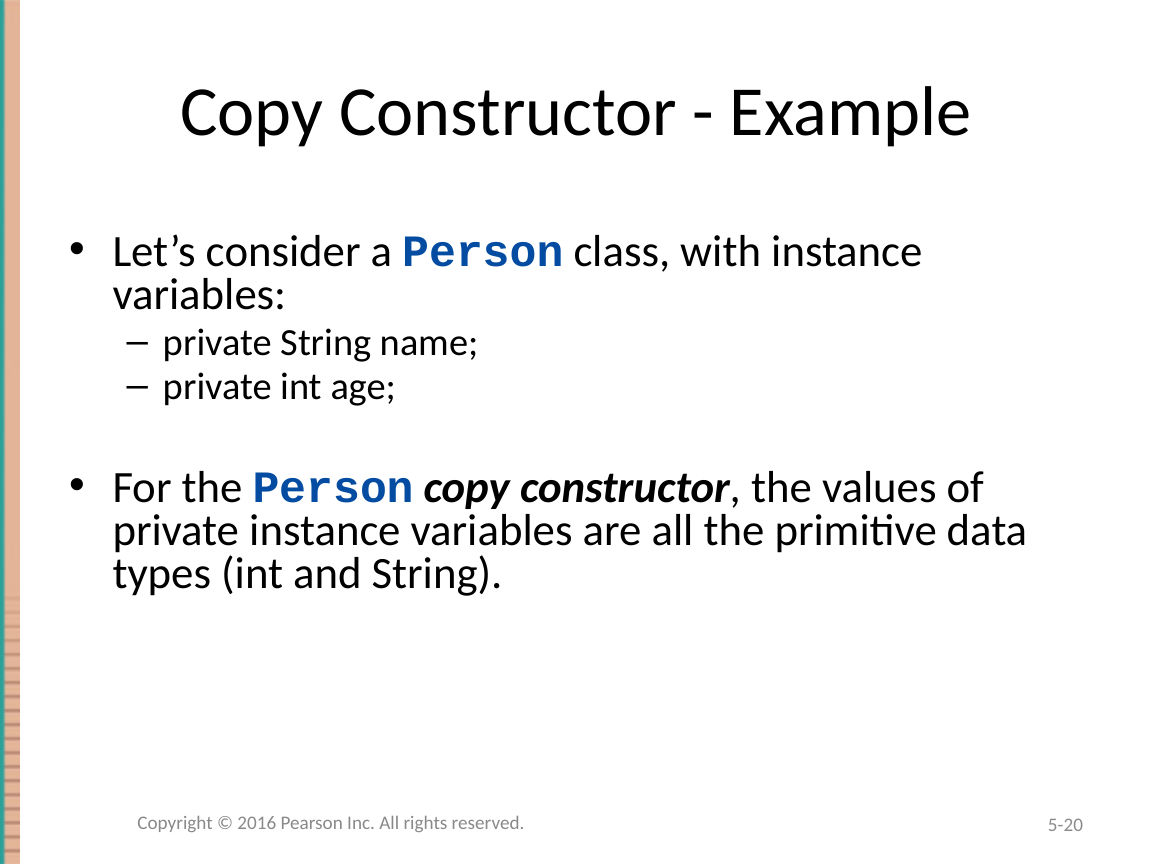 Copy Constructor - Example
• Let’s consider a Person class, with instance
variables:
– private String name;
– private int age;
• For the Person copy constructor, the values of
private instance variables are all the primitive data
types (int and String).
Copyright © 2016 Pearson Inc. All rights reserved.
5-20